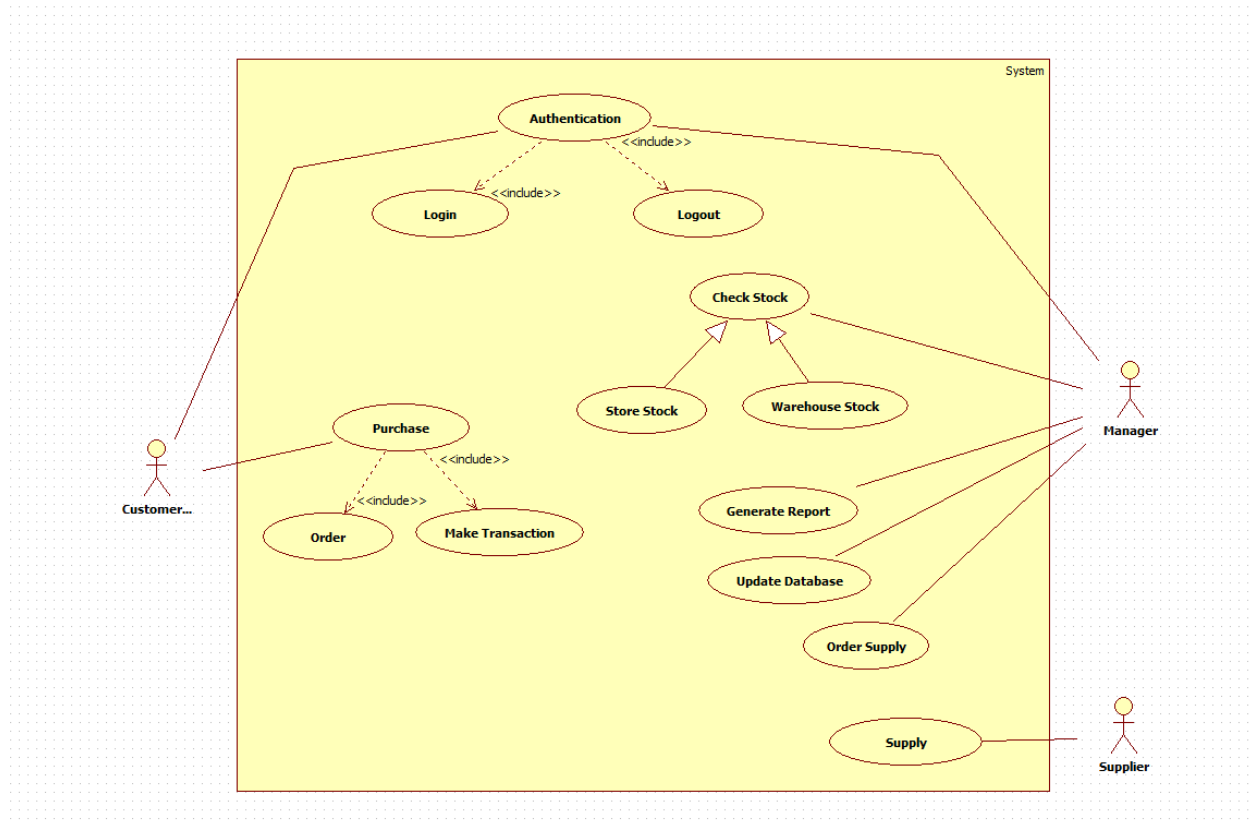 System
Authentication
<<include>>
<<include>>
Login
Logout
Check Stock
Store Stock
Warehouse Stock
Purchase
Manager
<<include>>
<<include>>
Customer...
Generate Report
Order
Make Transaction
Update Database
Order Supply
Supply
Supplier